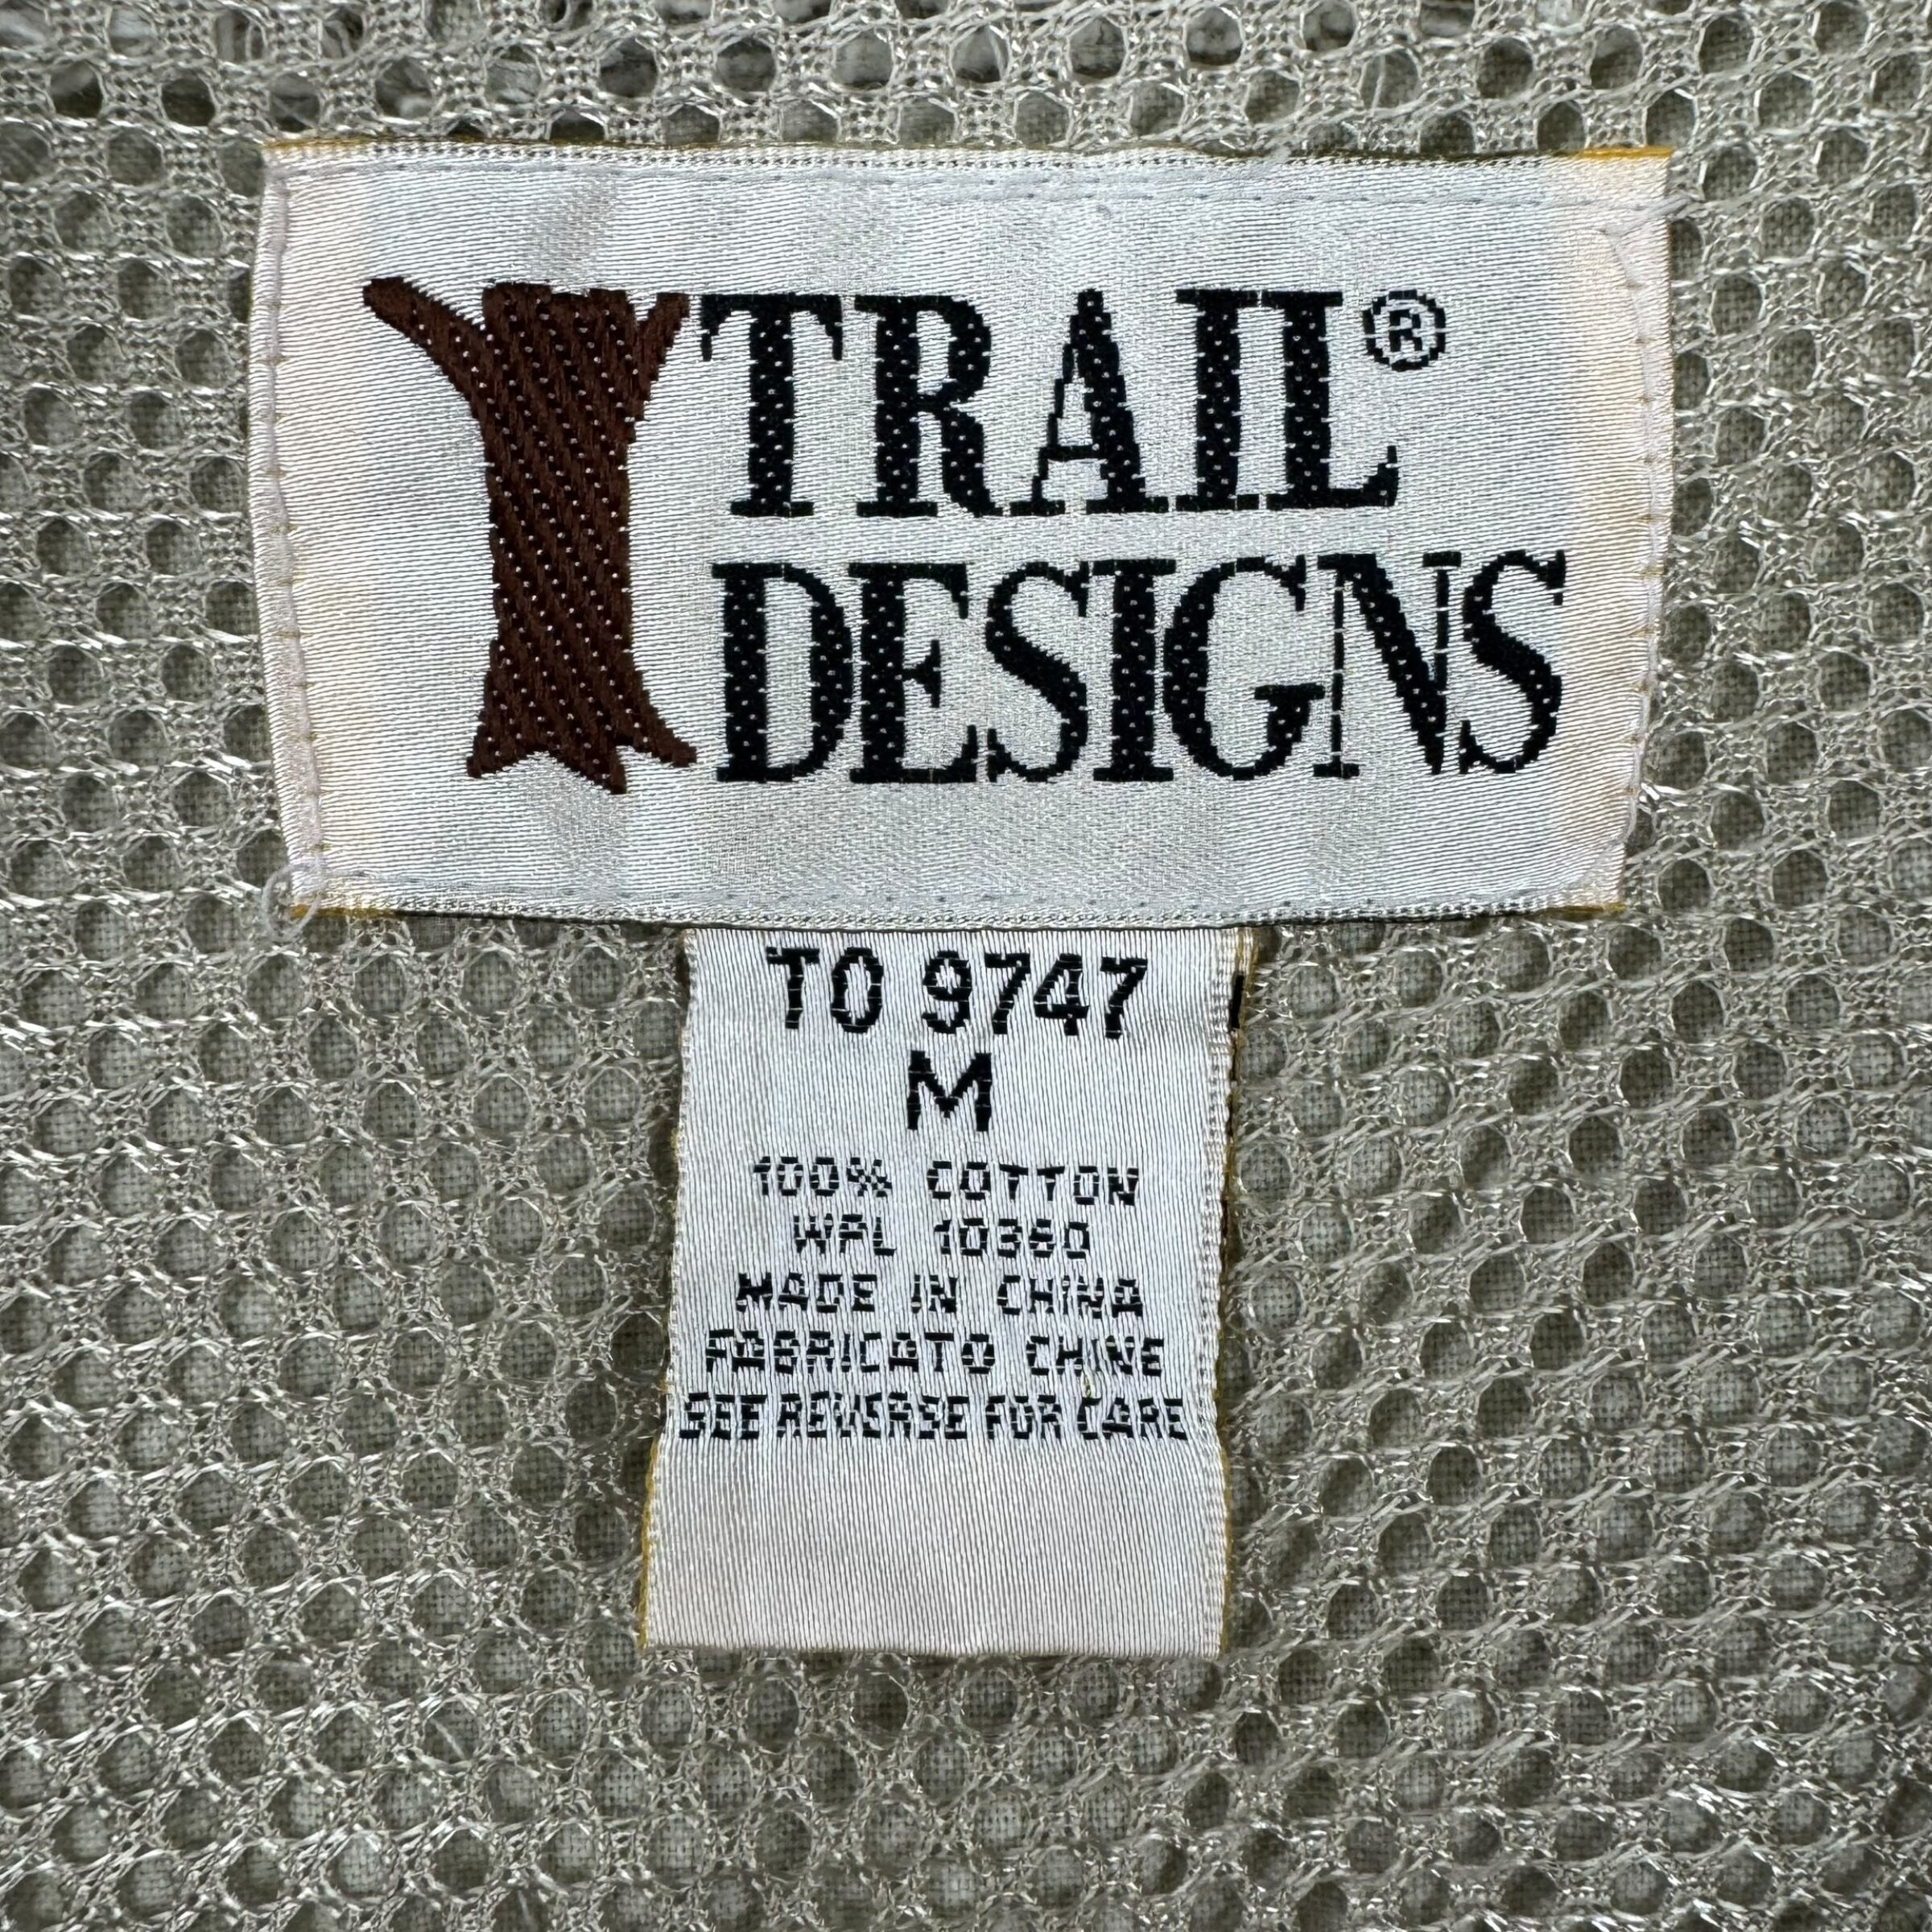 TRAIL®
DESIGNS
TO 9747
M
100% COTTON
WPL 10360
MADE IN CHINA
FABRICATO CHINE
SEE REVERSE FOR CARE